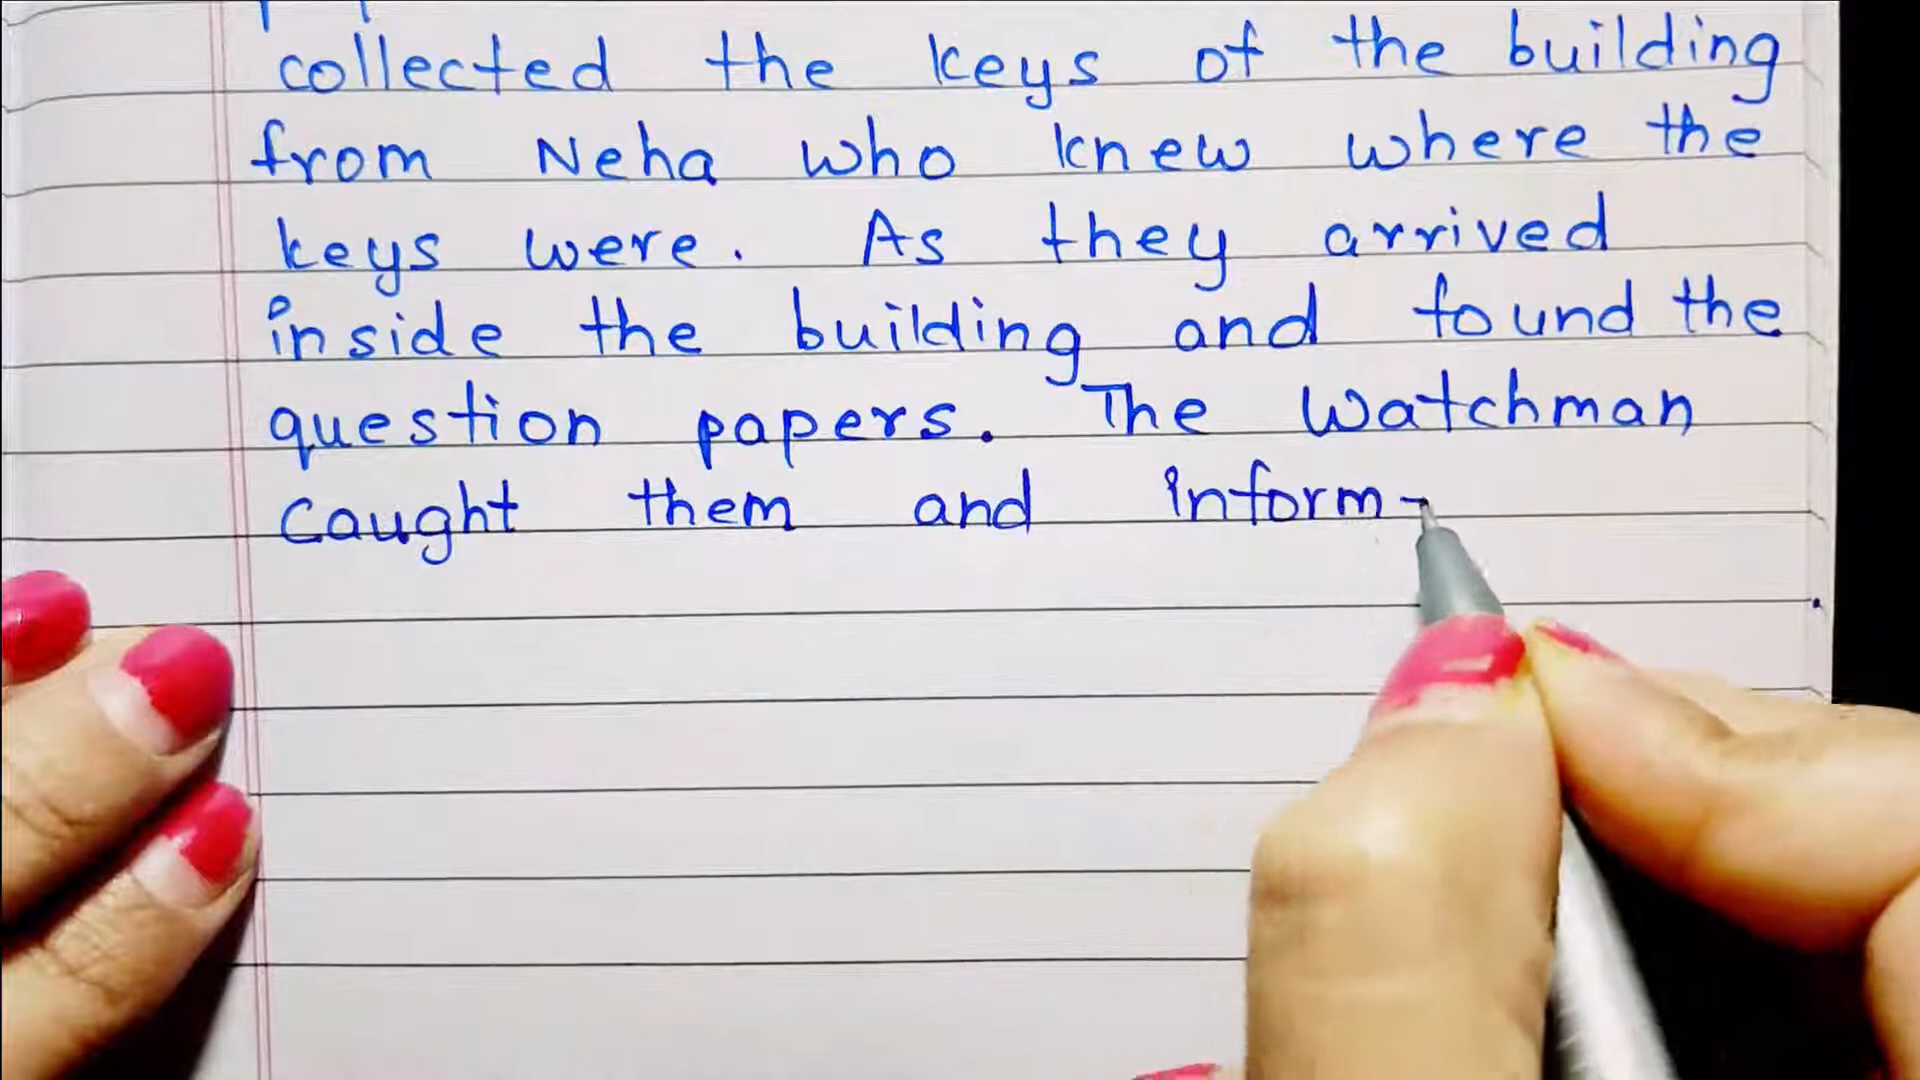 collected the keys of the building
from Neha who knew where the
keys were. As they arrived
inside the building and found the
question papers. The Watchman
caught them and inform-